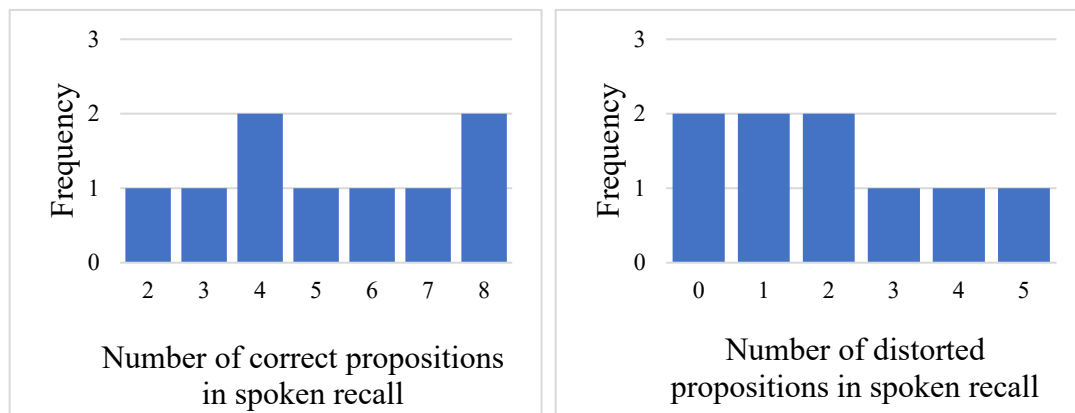 3
2
1
0
Frequency
2 3 4 5 6 7 8
Number of correct propositions
in spoken recall
3
2
1
0
Frequency
0 1 2 3 4 5
Number of distorted
propositions in spoken recall